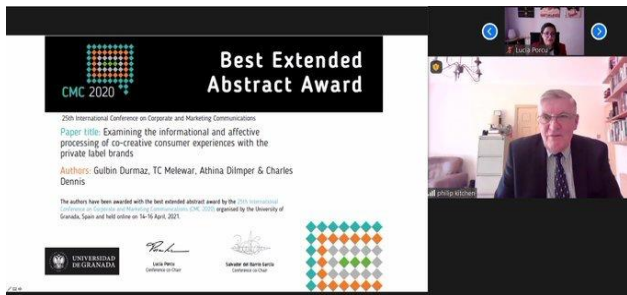 CMC 2020
Best Extended
Abstract Award
25th International Conference on Corporate and Marketing Communications
Paper title: Examining the informational and affective
processing of co-creative consumer experiences with the
private label brands
Authors: Gulbin Durmaz, TC Melewar, Athina Dilmper & Charles
Dennis
The authors have been awarded with the best extended abstract award by the 25th International
Conference on Corporate and Marketing Communications (CMC 2020) organised by the University of
Granada, Spain and held online on 14-16 April, 2021.
UNIVERSIDAD
DE GRANADA
Lucia Porcu
Conference co-Chair
Salvador del Barrio García
Conference co-Chair
Lucia Porcu
philip kitchen